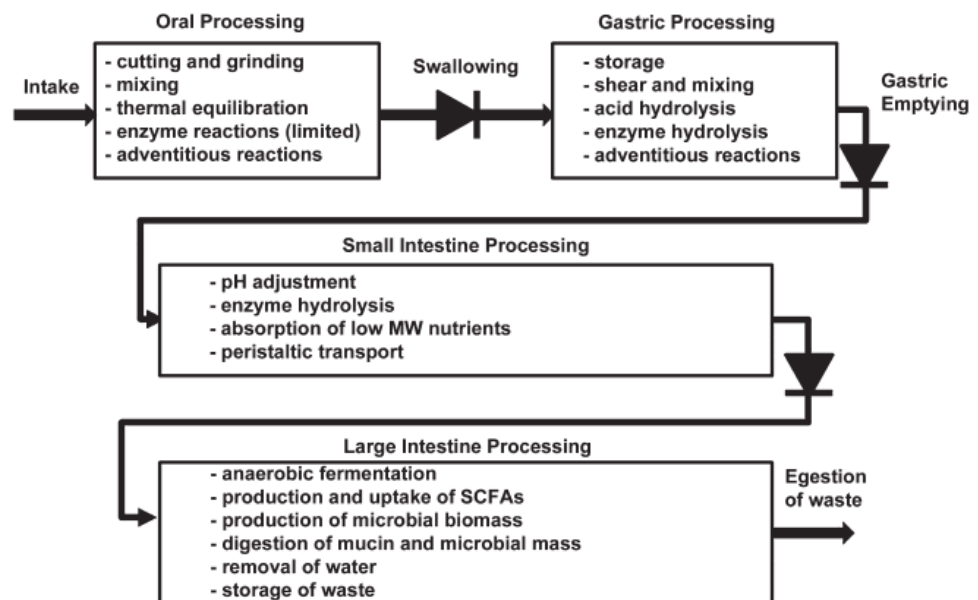 Oral Processing
Intake
- cutting and grinding
- mixing
- thermal equilibration
- enzyme reactions (limited)
- adventitious reactions
Swallowing
Gastric Processing
- storage
- shear and mixing
- acid hydrolysis
- enzyme hydrolysis
- adventitious reactions
Gastric
Emptying
Small Intestine Processing
- pH adjustment
- enzyme hydrolysis
- absorption of low MW nutrients
- peristaltic transport
Large Intestine Processing
- anaerobic fermentation
- production and uptake of SCFAs
- production of microbial biomass
- digestion of mucin and microbial mass
- removal of water
- storage of waste
Egestion
of waste